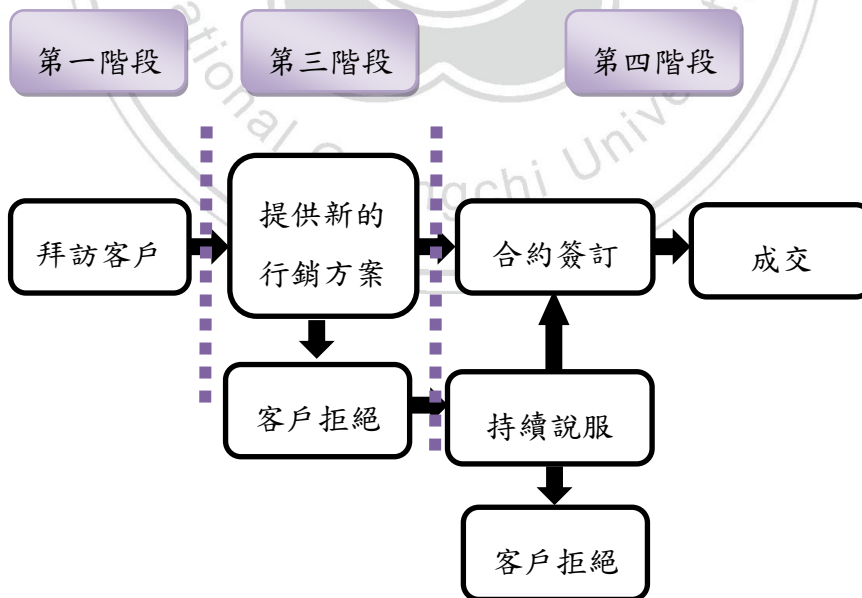 第一階段
第三階段
第四階段
拜訪客戶
提供新的
行銷方案
合約簽訂
成交
客戶拒絕
持續說服
客戶拒絕